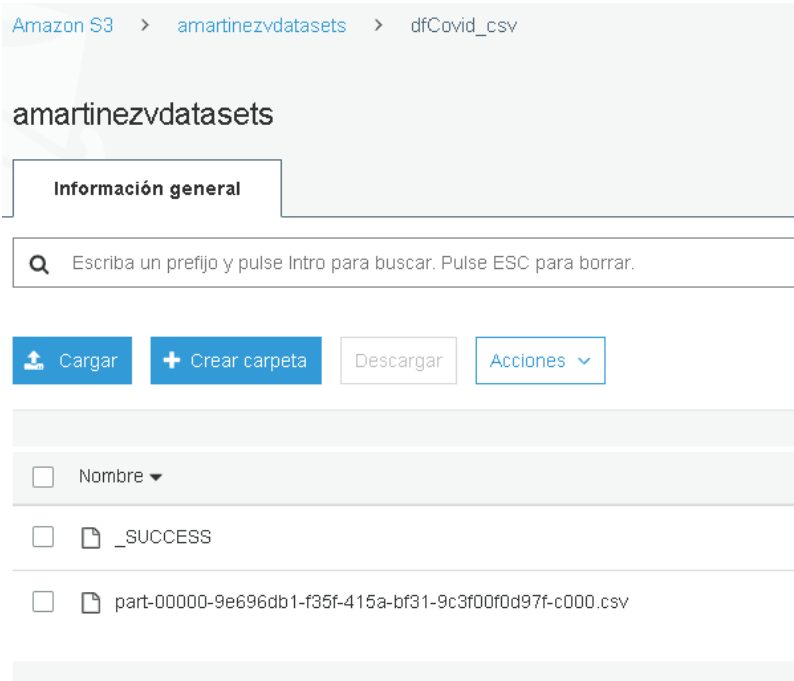 Amazon S3 > amartinezvdatasets > dfCovid_csv
amartinezvdatasets
Información general
Escriba un prefijo y pulse Intro para buscar. Pulse ESC para borrar.
Cargar + Crear carpeta Descargar Acciones
Nombre
_SUCCESS
part-00000-9e696db1-f35f-415a-bf31-9c3f00f0d97f-c000.csv